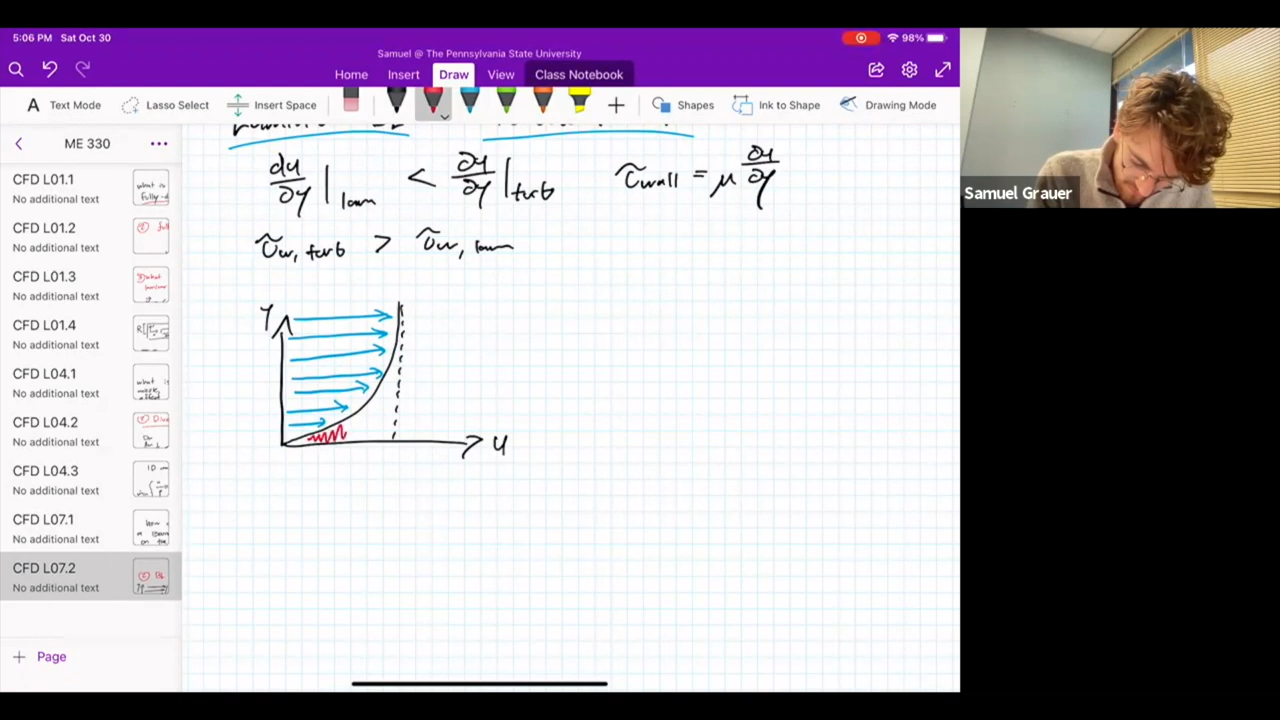 5:06 PM Sat Oct 30
98%
Samuel @ The Pennsylvania State University
Home Insert Draw View Class Notebook
A Text Mode Lasso Select Insert Space + Shapes Ink to Shape Drawing Mode
ME 330
CFD L01.1
No additional text
CFD L01.2
No additional text
CFD L01.3
No additional text
CFD L01.4
No additional text
CFD L04.1
No additional text
CFD L04.2
No additional text
CFD L04.3
No additional text
CFD L07.1
No additional text
CFD L07.2
No additional text
+ Page
du/∂y |lam < ∂u/∂y |turb τwall = μ ∂u/∂y
τw, turb > τw, lam
y
u
Samuel Grauer